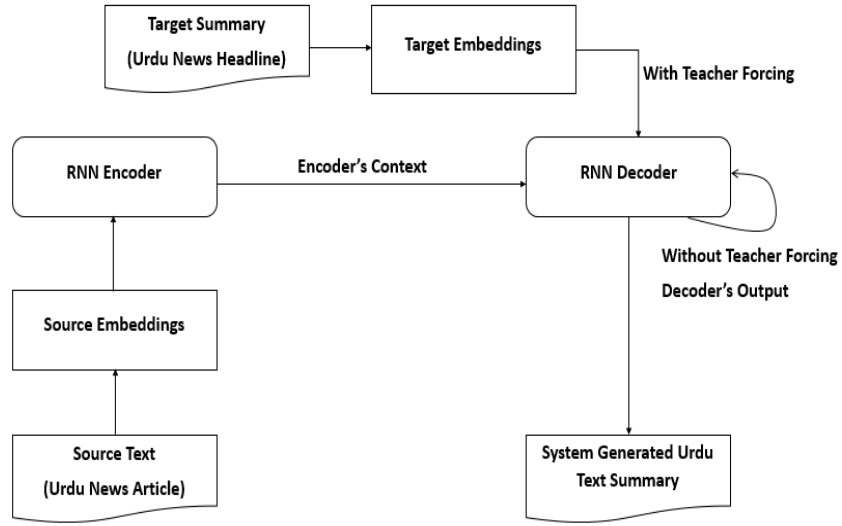 Target Summary
(Urdu News Headline)
Target Embeddings
With Teacher Forcing
RNN Encoder
Encoder's Context
RNN Decoder
Without Teacher Forcing
Decoder's Output
Source Embeddings
Source Text
(Urdu News Article)
System Generated Urdu
Text Summary